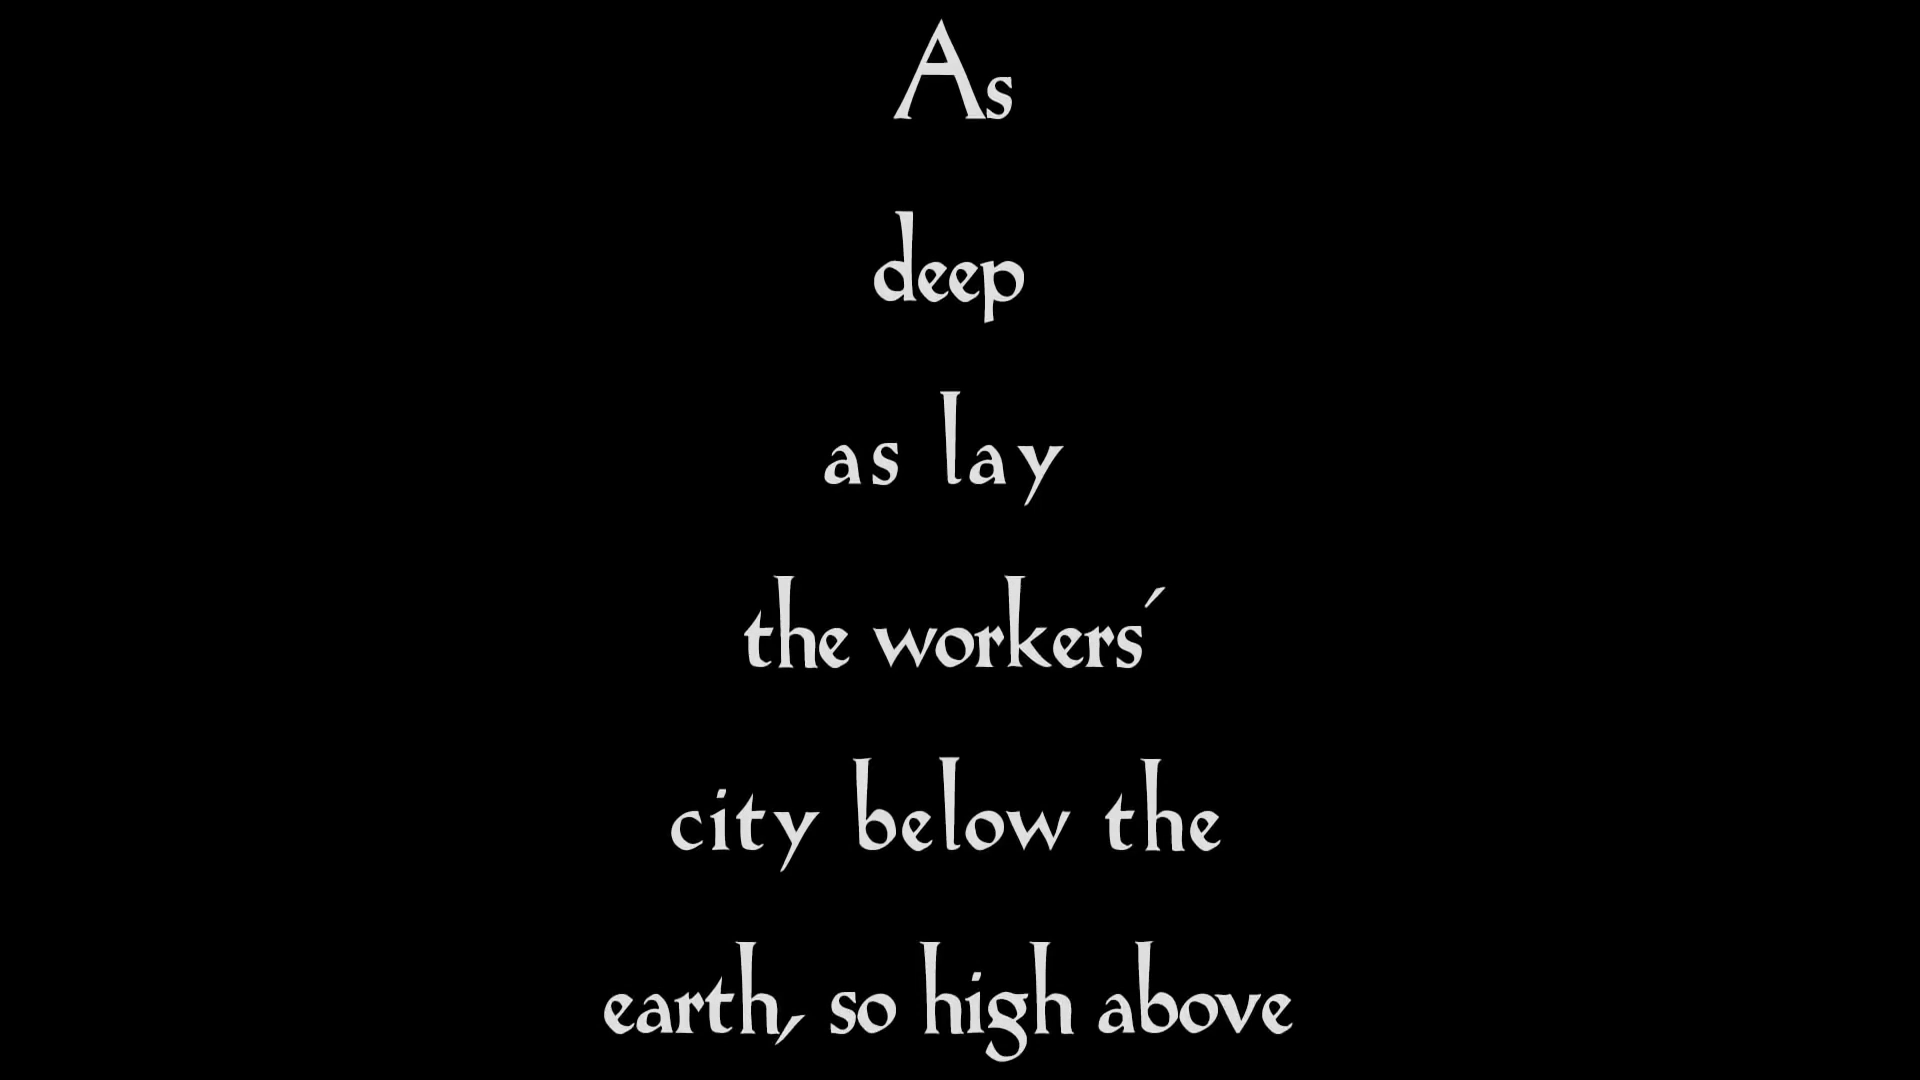 As
deep
as lay
the workers´
city below the
earth, so high above